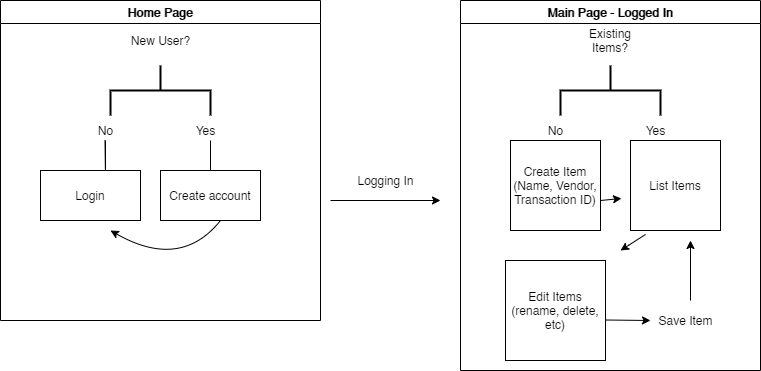 Home Page
New User?
No
Yes
Login
Create account
Logging In
Main Page - Logged In
Existing
Items?
No
Yes
Create Item
(Name, Vendor,
Transaction ID)
List Items
Edit Items
(rename, delete,
etc)
Save Item